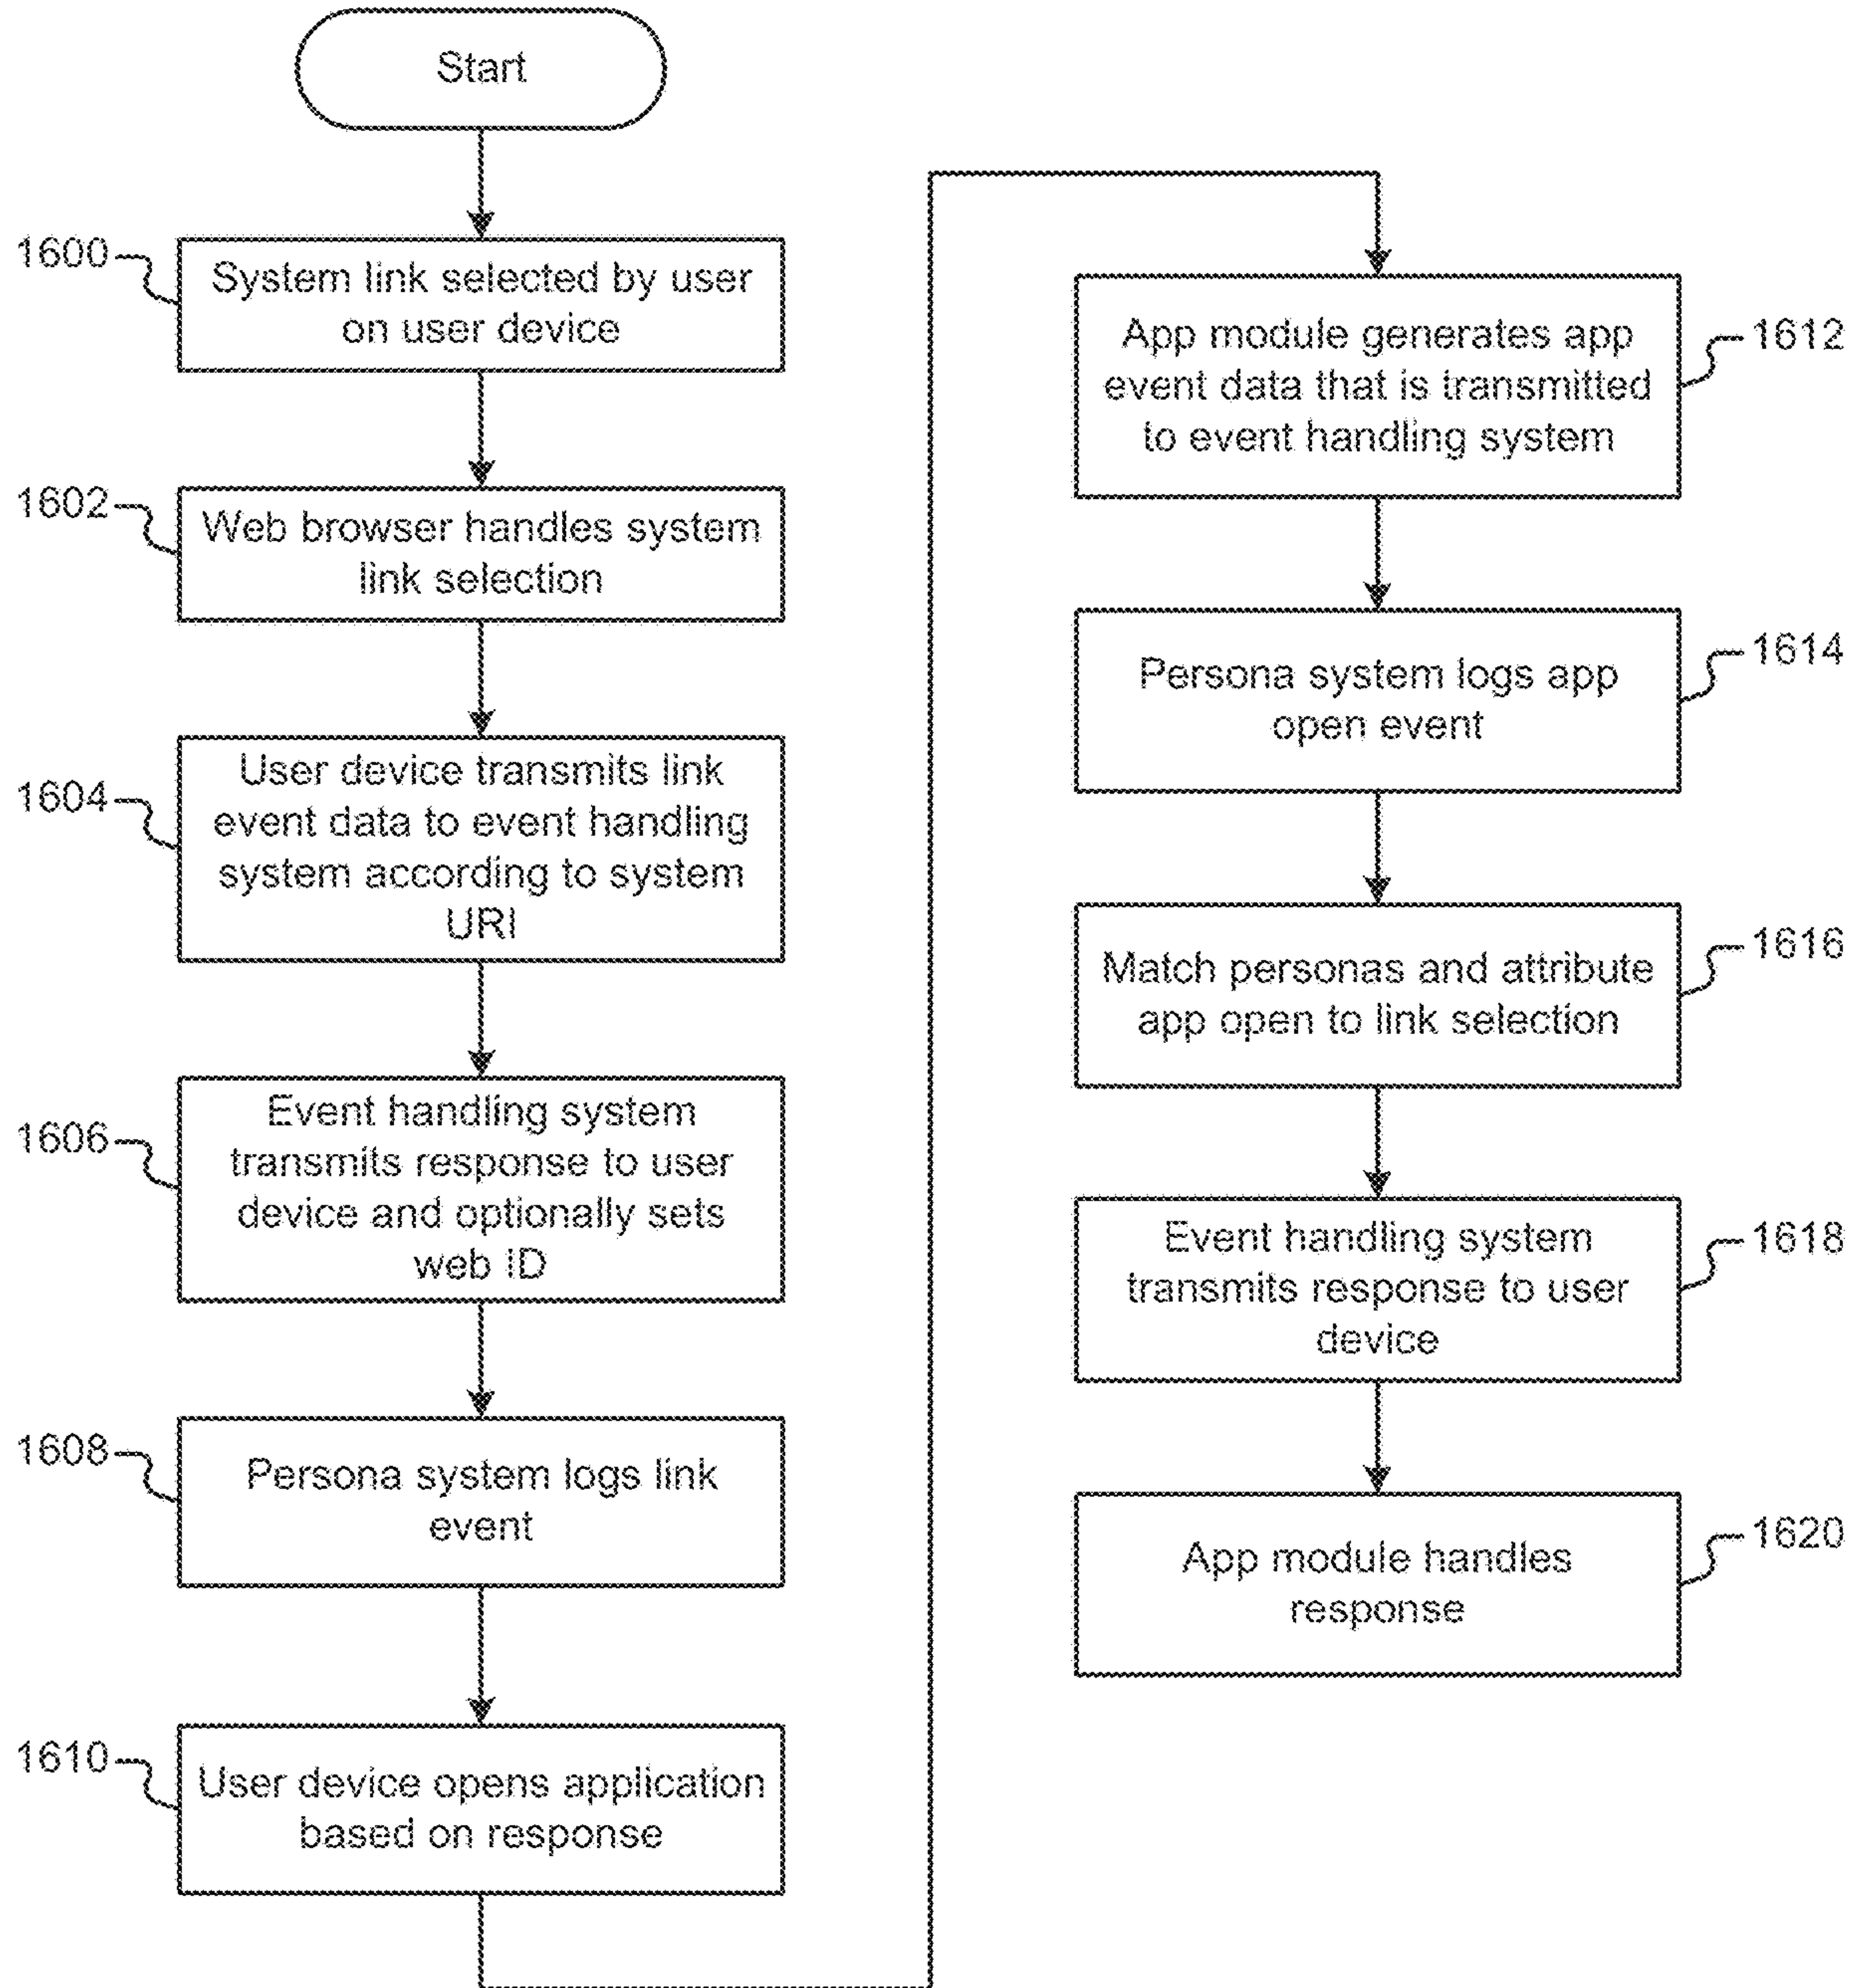 Start
1600
System link selected by user
on user device
1602
Web browser handles system
link selection
1604
User device transmits link
event data to event handling
system according to system
URI
1606
Event handling system
transmits response to user
device and optionally sets
web ID
1608
Persona system logs link
event
1610
User device opens application
based on response
1612
App module generates app
event data that is transmitted
to event handling system
1614
Persona system logs app
open event
1616
Match personas and attribute
app open to link selection
1618
Event handling system
transmits response to user
device
1620
App module handles
response